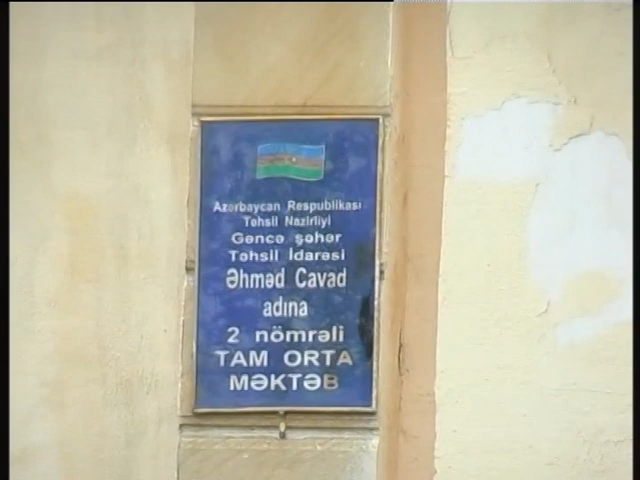 Azərbaycan Respublikası
Təhsil Nazirliyi
Gəncə şəhər
Təhsil İdarəsi
Əhməd Cavad
adına
2 nömrəli
TAM ORTA
MƏKTƏB